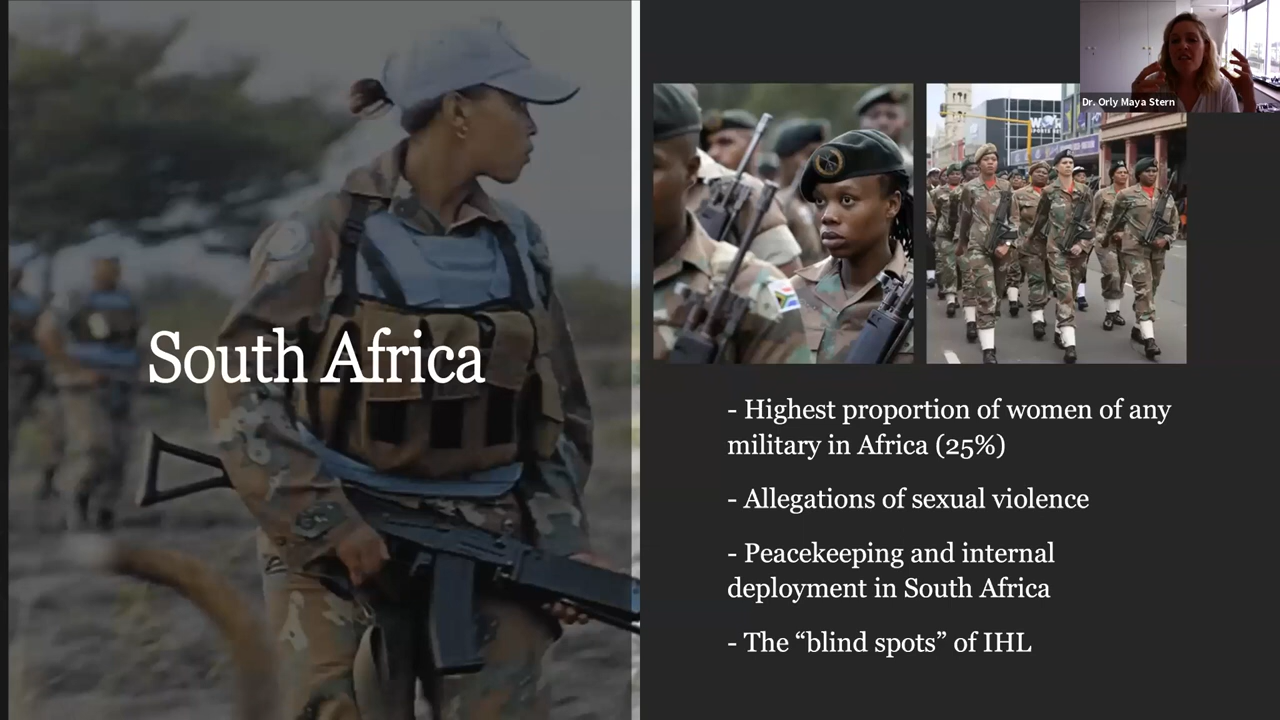 Dr. Orly Maya Stern
South Africa
- Highest proportion of women of any
military in Africa (25%)
- Allegations of sexual violence
- Peacekeeping and internal
deployment in South Africa
- The “blind spots” of IHL